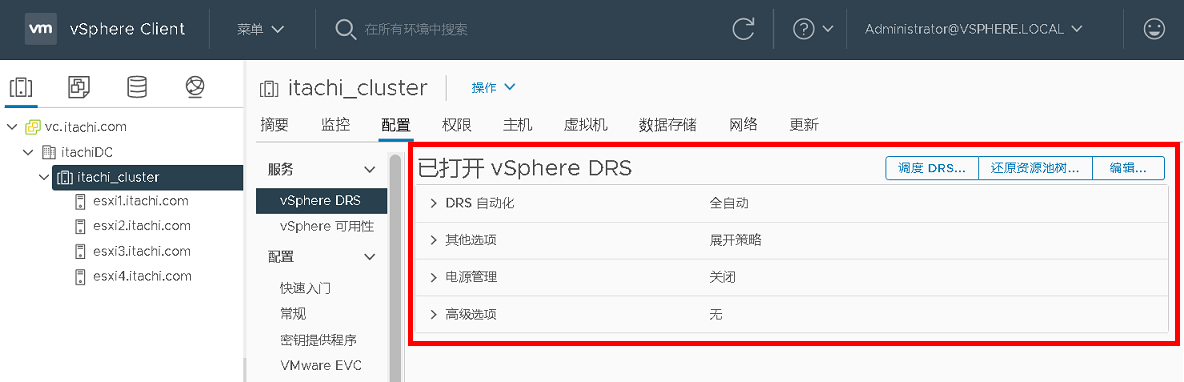 vm vSphere Client 菜单 在所有环境中搜索 Administrator@VSPHERE.LOCAL
itachi_cluster 操作
摘要 监控 配置 权限 主机 虚拟机 数据存储 网络 更新
vc.itachi.com
itachiDC
itachi_cluster
esxi1.itachi.com
esxi2.itachi.com
esxi3.itachi.com
esxi4.itachi.com
服务
vSphere DRS
vSphere 可用性
配置
快速入门
常规
密钥提供程序
VMware EVC
已打开 vSphere DRS 调度 DRS... 还原资源池树... 编辑...
DRS 自动化 全自动
其他选项 展开策略
电源管理 关闭
高级选项 无